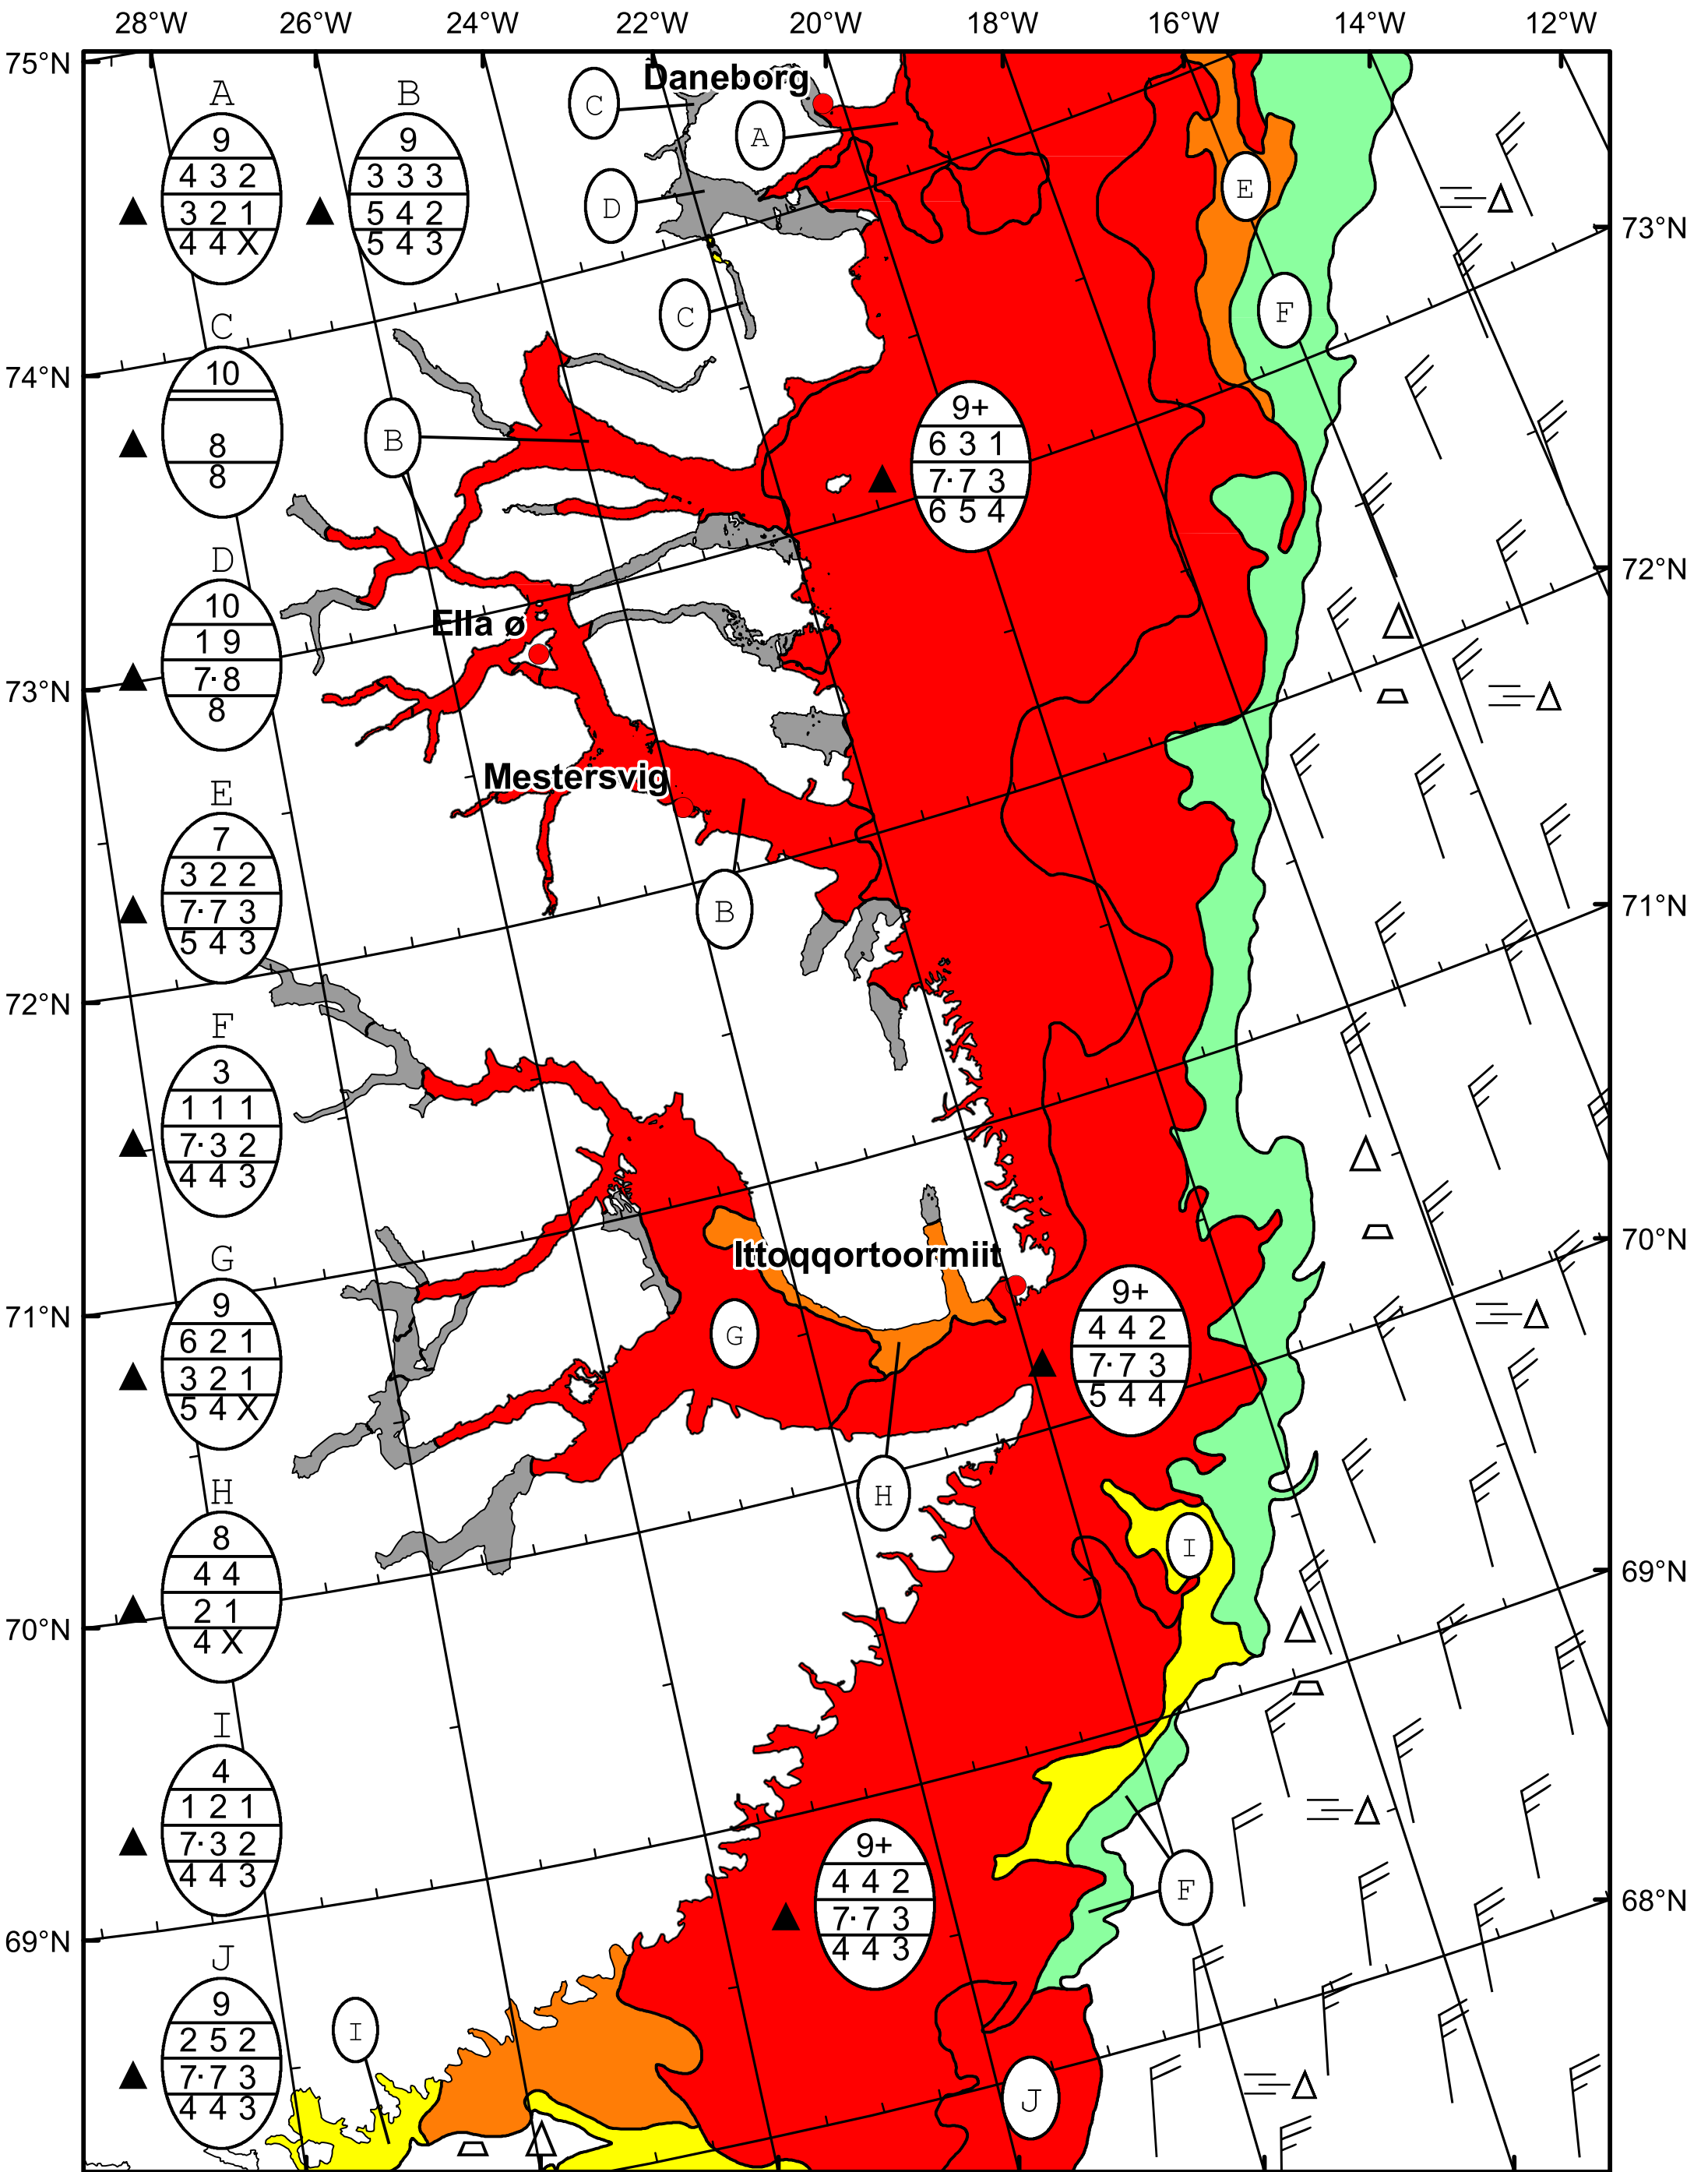 28°W 26°W 24°W 22°W 20°W 18°W 16°W 14°W 12°W
75°N
Daneborg
A B
C
A
9
4 3 2
3 2 1
4 4 X
9
3 3 3
5 4 2
5 4 3
D
E
73°N
C
F
C
10
8
8
74°N
B
9+
6 3 1
7· 7 3
6 5 4
D
10
1 9
7· 8
8
72°N
Ella ø
73°N
Mestersvig
E
7
3 2 2
7· 7 3
5 4 3
B
71°N
72°N
F
3
1 1 1
7· 3 2
4 4 3
70°N
Ittoqqortoormiit
G
9
6 2 1
3 2 1
5 4 X
71°N
G
9+
4 4 2
7· 7 3
5 4 4
H
H
8
4 4
2 1
4 X
I
69°N
70°N
I
4
1 2 1
7· 3 2
4 4 3
9+
4 4 2
7· 7 3
4 4 3
F
68°N
69°N
J
9
2 5 2
7· 7 3
4 4 3
I
J